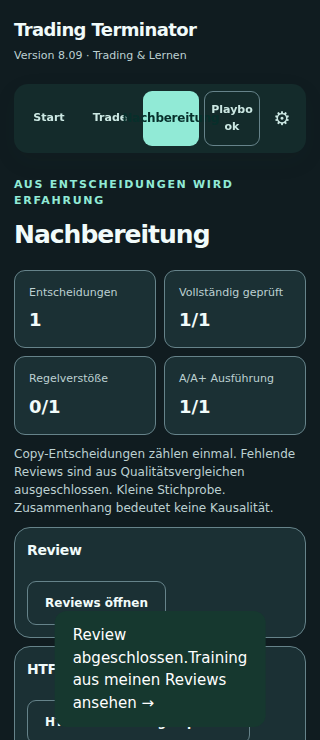 Trading Terminator
Version 8.09 · Trading & Lernen
Start
Trade
chbereitu
Playbo
ok
AUS ENTSCHEIDUNGEN WIRD
ERFAHRUNG
Nachbereitung
Entscheidungen
1
Vollständig geprüft
1/1
Regelverstöße
0/1
A/A+ Ausführung
1/1
Copy-Entscheidungen zählen einmal. Fehlende
Reviews sind aus Qualitätsvergleichen
ausgeschlossen. Kleine Stichprobe.
Zusammenhang bedeutet keine Kausalität.
Review
Reviews öffnen
HTF
Review
abgeschlossen.Training
aus meinen Reviews
ansehen →